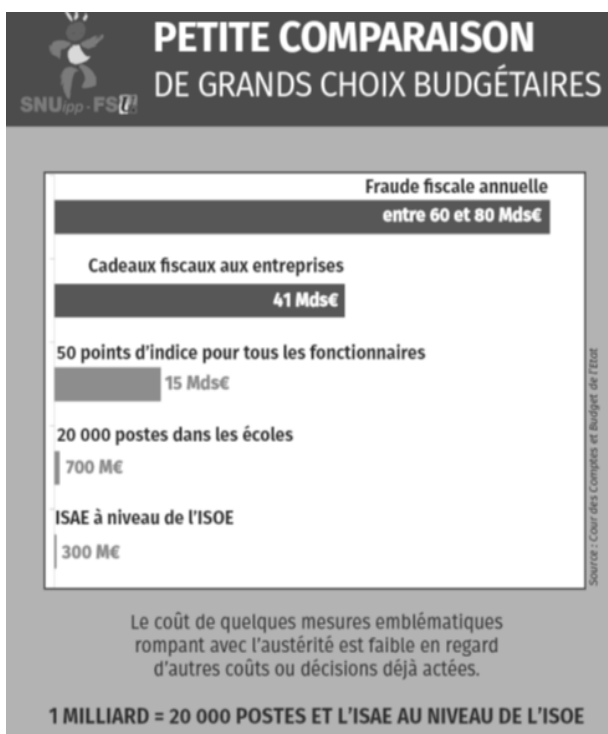 PETITE COMPARAISON
DE GRANDS CHOIX BUDGÉTAIRES
SNUipp-FSU
Fraude fiscale annuelle
entre 60 et 80 Mds€
Cadeaux fiscaux aux entreprises
41 Mds€
50 points d'indice pour tous les fonctionnaires
15 Mds€
20 000 postes dans les écoles
700 M€
ISAE à niveau de l'ISOE
300 M€
Source : Cour des Comptes et Budget de l'Etat
Le coût de quelques mesures emblématiques
rompant avec l'austérité est faible en regard
d'autres coûts ou décisions déjà actées.
1 MILLIARD = 20 000 POSTES ET L'ISAE AU NIVEAU DE L'ISOE